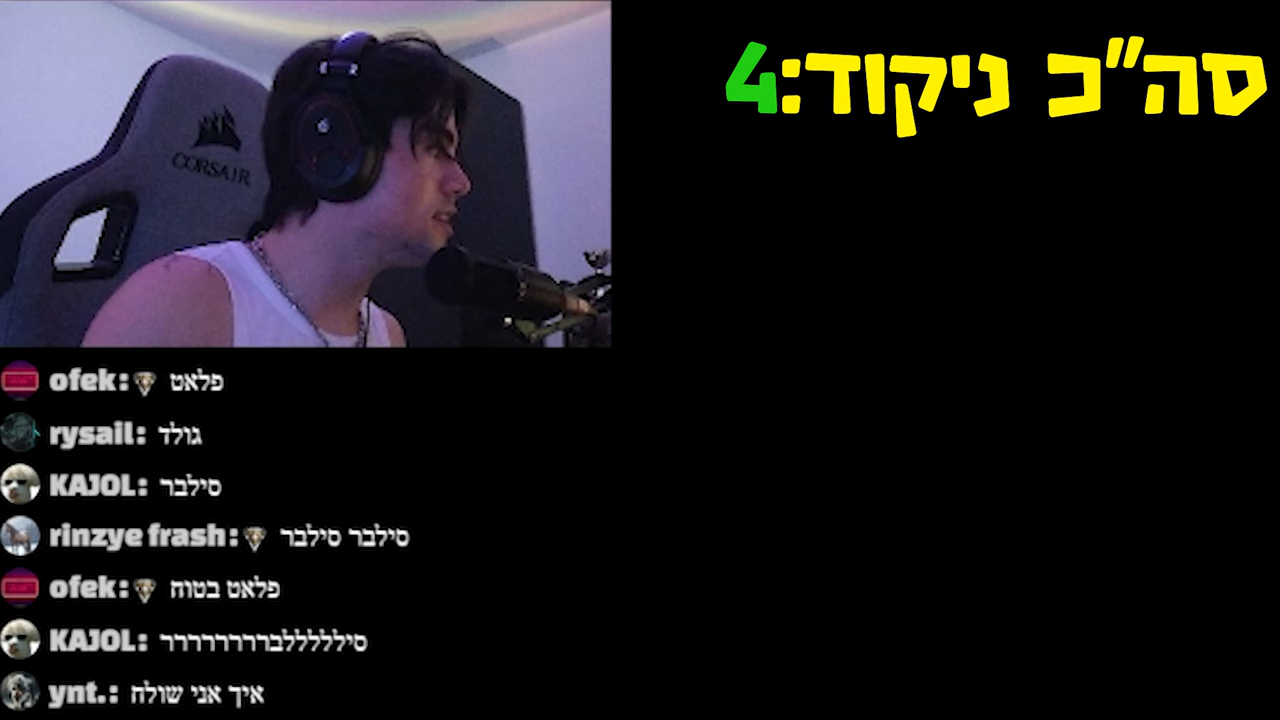 סה"כ ניקוד:4
CORSAIR
ofek: פלאט
rysail: גולד
KAJOL: סילבר
rinzye frash: סילבר סילבר
ofek: פלאט בטוח
KAJOL: סיללללללברררררררר
ynt.: איך אני שולח